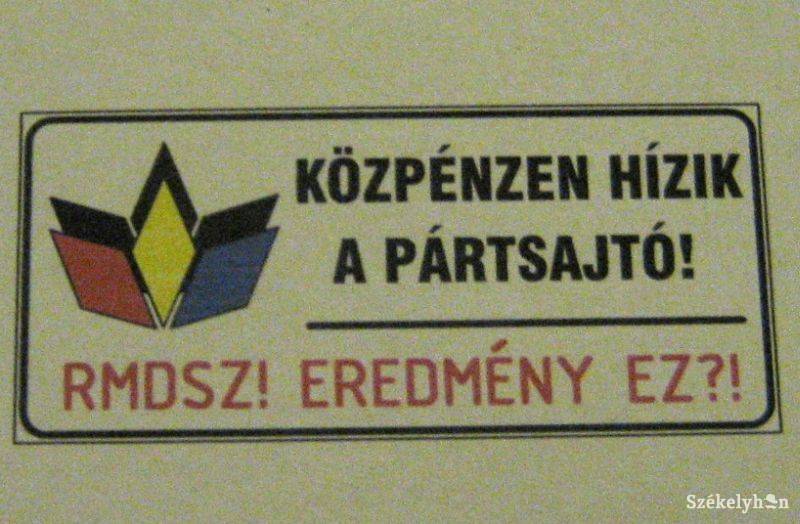 KÖZPÉNZEN HÍZIK
A PÁRTSAJTÓ!
RMDSZ! EREDMÉNY EZ?!
Székelyhon